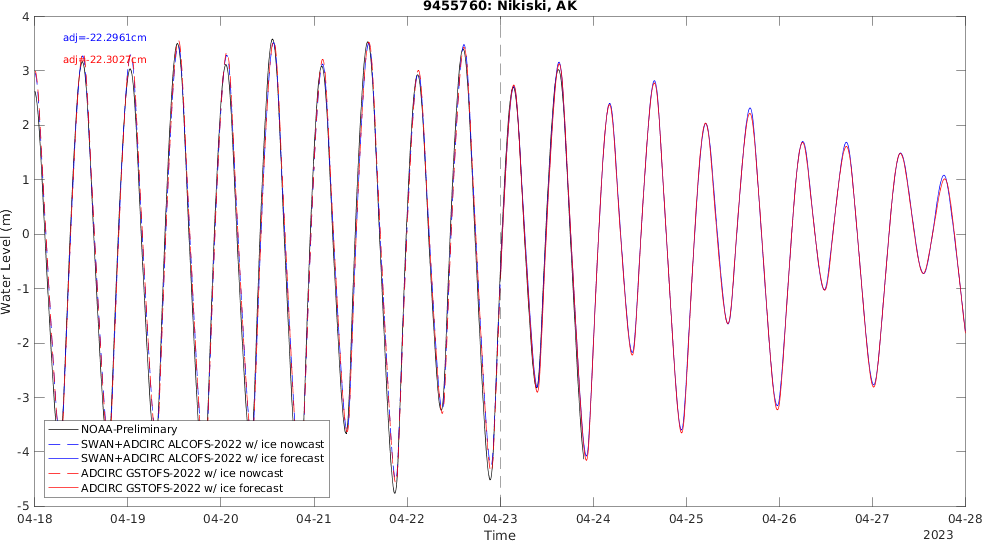 9455760: Nikiski, AK
adj=-22.2961cm
adj=-22.3027cm
4
3
2
1
0
-1
-2
-3
-4
-5
Water Level (m)
NOAA-Preliminary
SWAN+ADCIRC ALCOFS-2022 w/ ice nowcast
SWAN+ADCIRC ALCOFS-2022 w/ ice forecast
ADCIRC GSTOFS-2022 w/ ice nowcast
ADCIRC GSTOFS-2022 w/ ice forecast
04-18 04-19 04-20 04-21 04-22 04-23 04-24 04-25 04-26 04-27 04-28
Time
2023